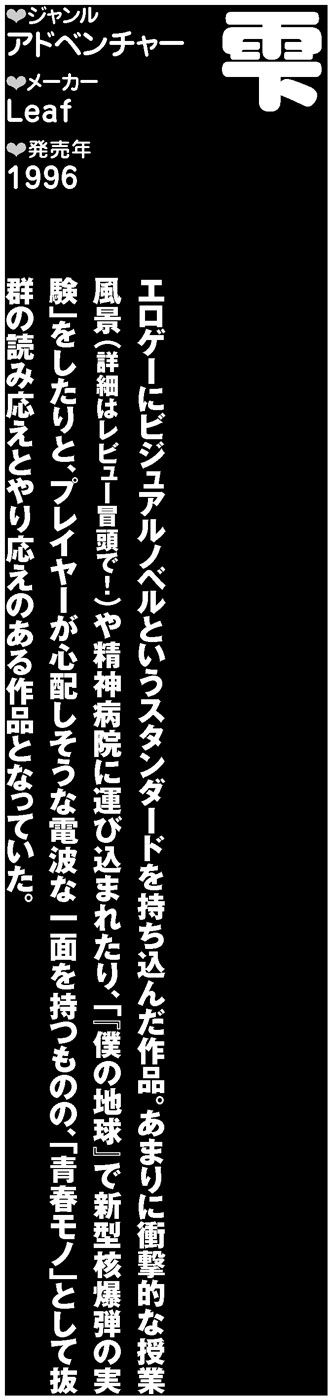 雫
❤ジャンル
アドベンチャー
❤メーカー
Leaf
❤発売年
1996
エロゲーにビジュアルノベルというスタンダードを持ち込んだ作品。あまりに衝撃的な授業
風景(詳細はレビュー冒頭で!)や精神病院に運び込まれたり、「『僕の地球』で新型核爆弾の実
験」をしたりと、プレイヤーが心配しそうな電波な一面を持つものの、「青春モノ」として抜
群の読み応えとやり応えのある作品となっていた。